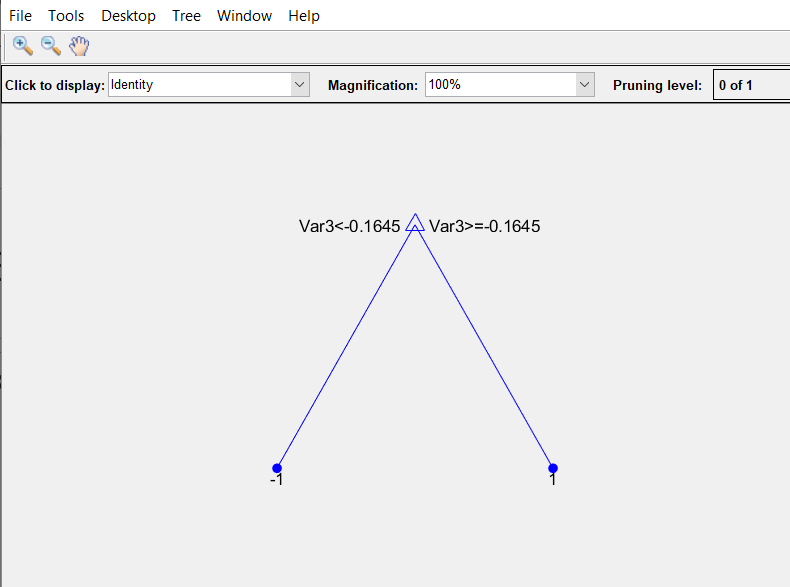 File Tools Desktop Tree Window Help
Click to display: Identity Magnification: 100% Pruning level: 0 of 1
Var3<-0.1645 Var3>=-0.1645
-1 1